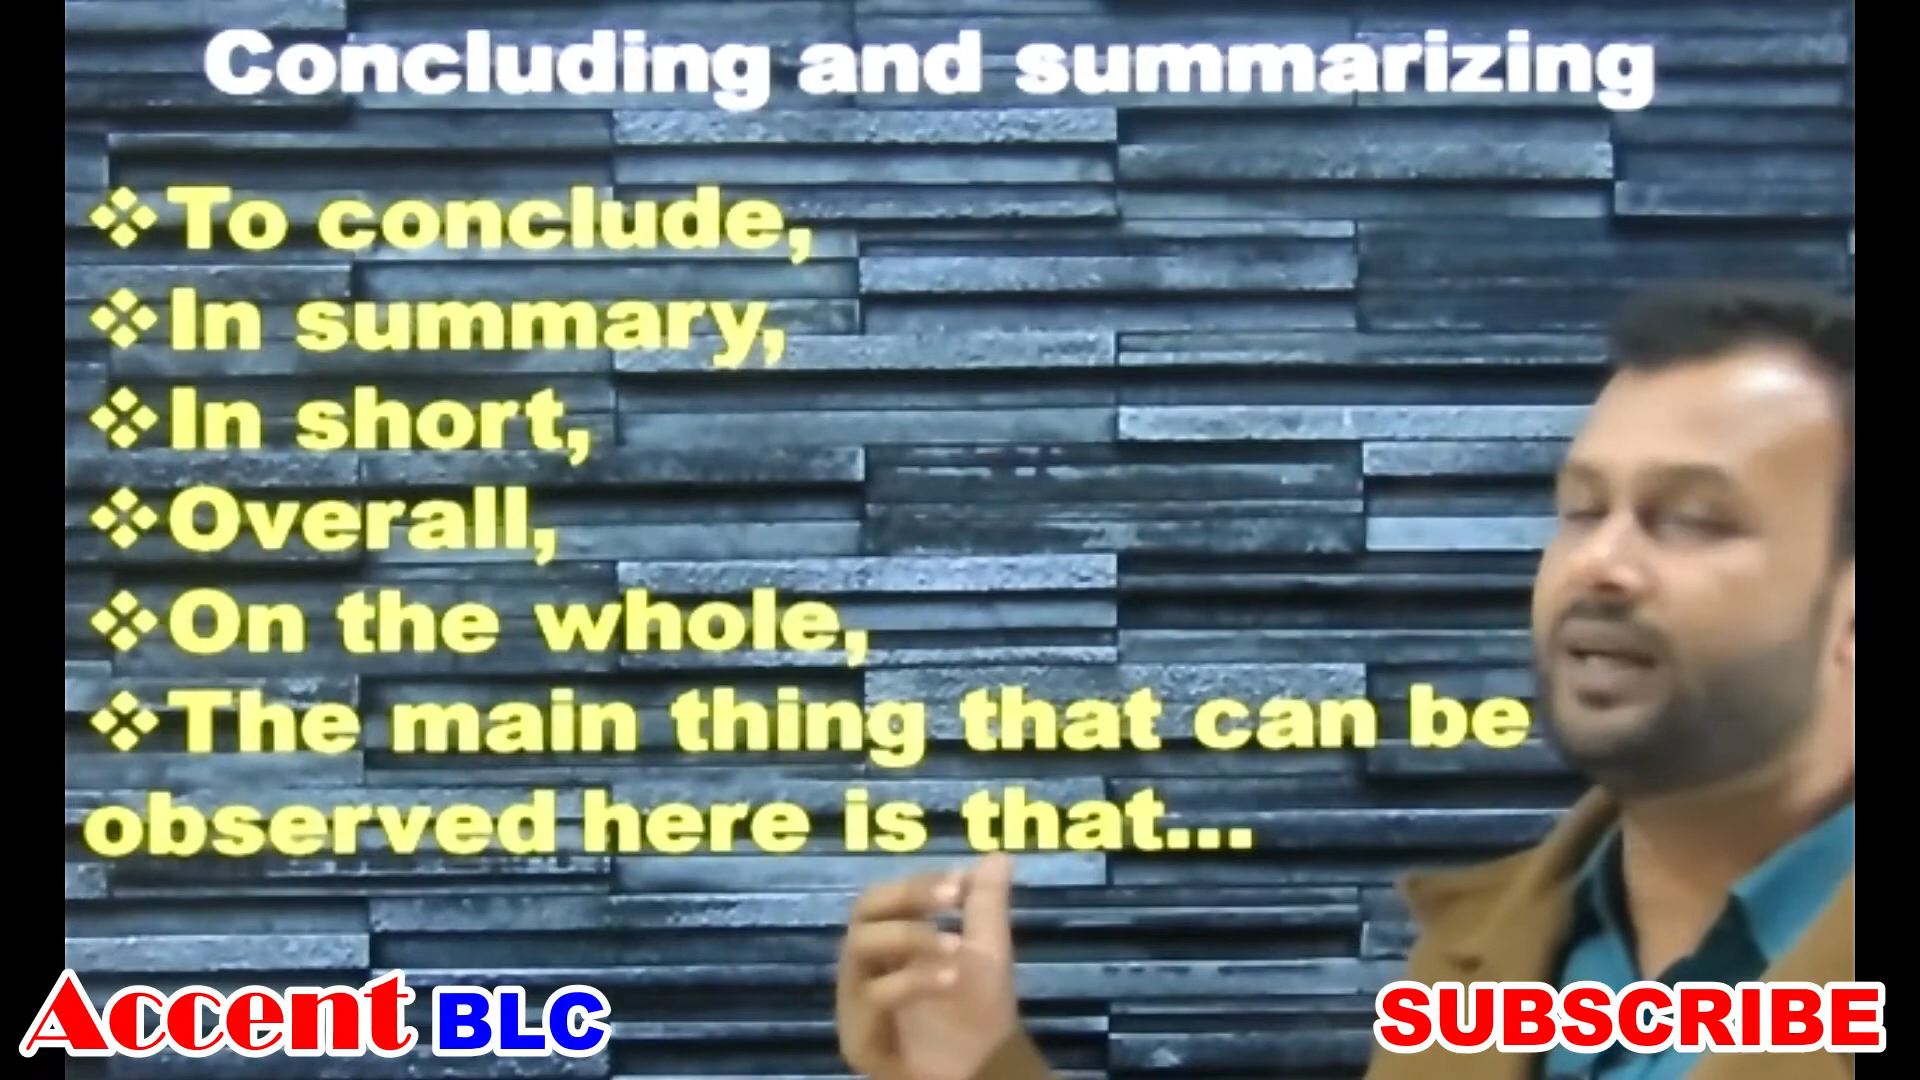 Concluding and summarizing
❖To conclude,
❖In summary,
❖In short,
❖Overall,
❖On the whole,
❖The main thing that can be
observed here is that...
Accent BLC
SUBSCRIBE